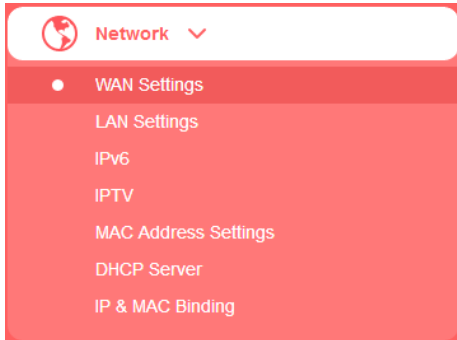 Network
WAN Settings
LAN Settings
IPv6
IPTV
MAC Address Settings
DHCP Server
IP & MAC Binding